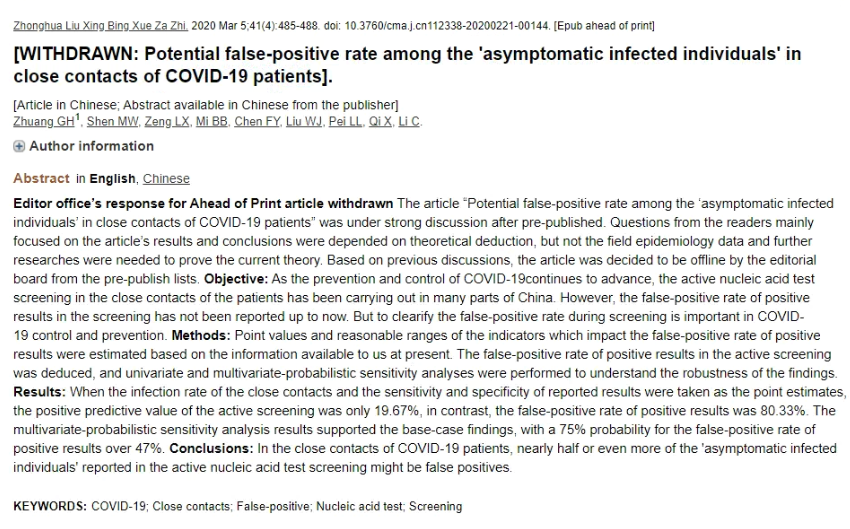 Zhonghua Liu Xing Bing Xue Za Zhi. 2020 Mar 5;41(4):485-488. doi: 10.3760/cma.j.cn112338-20200221-00144. [Epub ahead of print]
[WITHDRAWN: Potential false-positive rate among the 'asymptomatic infected individuals' in
close contacts of COVID-19 patients].
[Article in Chinese; Abstract available in Chinese from the publisher]
Zhuang GH1, Shen MW, Zeng LX, Mi BB, Chen FY, Liu WJ, Pei LL, Qi X, Li C.
Author information
Abstract in English, Chinese
Editor office's response for Ahead of Print article withdrawn The article "Potential false-positive rate among the 'asymptomatic infected
individuals' in close contacts of COVID-19 patients" was under strong discussion after pre-published. Questions from the readers mainly
focused on the article's results and conclusions were depended on theoretical deduction, but not the field epidemiology data and further
researches were needed to prove the current theory. Based on previous discussions, the article was decided to be offline by the editorial
board from the pre-publish lists. Objective: As the prevention and control of COVID-19continues to advance, the active nucleic acid test
screening in the close contacts of the patients has been carrying out in many parts of China. However, the false-positive rate of positive
results in the screening has not been reported up to now. But to clearify the false-positive rate during screening is important in COVID-
19 control and prevention. Methods: Point values and reasonable ranges of the indicators which impact the false-positive rate of positive
results were estimated based on the information available to us at present. The false-positive rate of positive results in the active screening
was deduced, and univariate and multivariate-probabilistic sensitivity analyses were performed to understand the robustness of the findings.
Results: When the infection rate of the close contacts and the sensitivity and specificity of reported results were taken as the point estimates,
the positive predictive value of the active screening was only 19.67%, in contrast, the false-positive rate of positive results was 80.33%. The
multivariate-probabilistic sensitivity analysis results supported the base-case findings, with a 75% probability for the false-positive rate of
positive results over 47%. Conclusions: In the close contacts of COVID-19 patients, nearly half or even more of the 'asymptomatic infected
individuals' reported in the active nucleic acid test screening might be false positives.
KEYWORDS: COVID-19; Close contacts; False-positive; Nucleic acid test; Screening